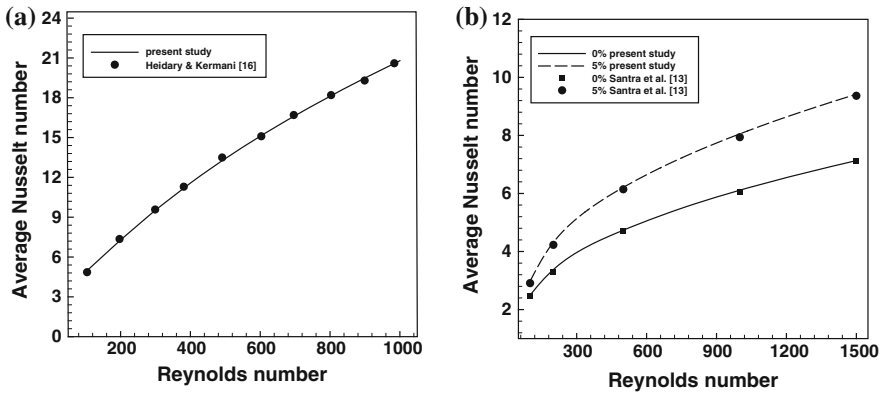 (a)
24
21
18
15
12
9
6
3
0
Average Nusselt number
present study
Heidary & Kermani [16]
200 400 600 800 1000
Reynolds number
(b)
12
10
8
6
4
2
Average Nusselt number
0% present study
5% present study
0% Santra et al. [13]
5% Santra et al. [13]
300 600 900 1200 1500
Reynolds number